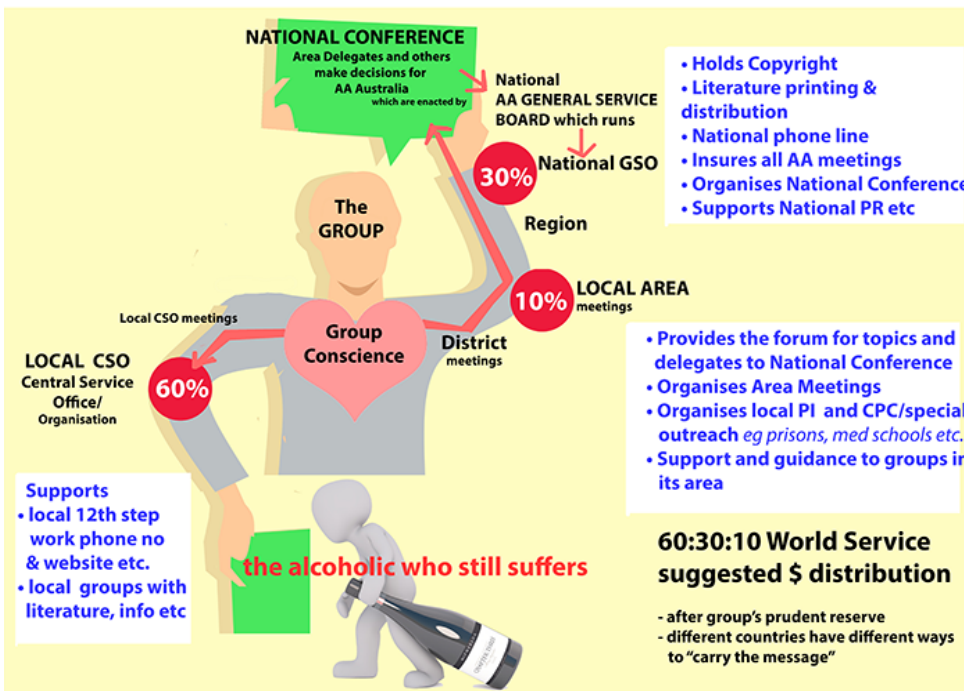 NATIONAL CONFERENCE
Area Delegates and others
make decisions for
AA Australia
which are enacted by
National
AA GENERAL SERVICE
BOARD which runs
National GSO
30%
Region
• Holds Copyright
• Literature printing &
distribution
• National phone line
• Insures all AA meetings
• Organises National Conference
• Supports National PR etc
The
GROUP
10%
LOCAL AREA
meetings
Local CSO meetings
Group
Conscience
District
meetings
LOCAL CSO
Central Service
Office/
Organisation
60%
• Provides the forum for topics and
delegates to National Conference
• Organises Area Meetings
• Organises local PI and CPC/special
outreach eg prisons, med schools etc.
• Support and guidance to groups in
its area
Supports
• local 12th step
work phone no
& website etc.
• local groups with
literature, info etc
the alcoholic who still suffers
60:30:10 World Service
suggested $ distribution
- after group's prudent reserve
- different countries have different ways
to "carry the message"